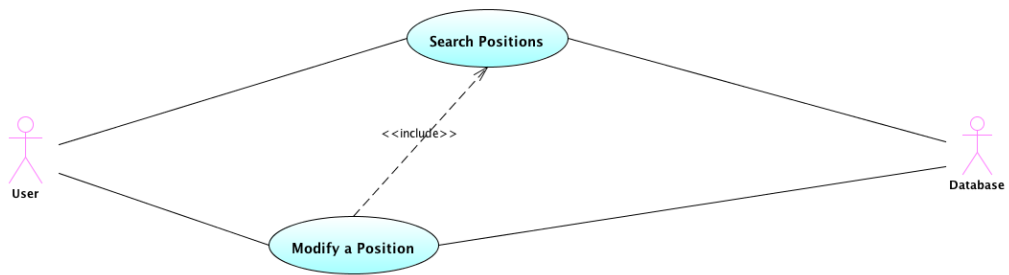 Search Positions
<<include>>
User
Database
Modify a Position